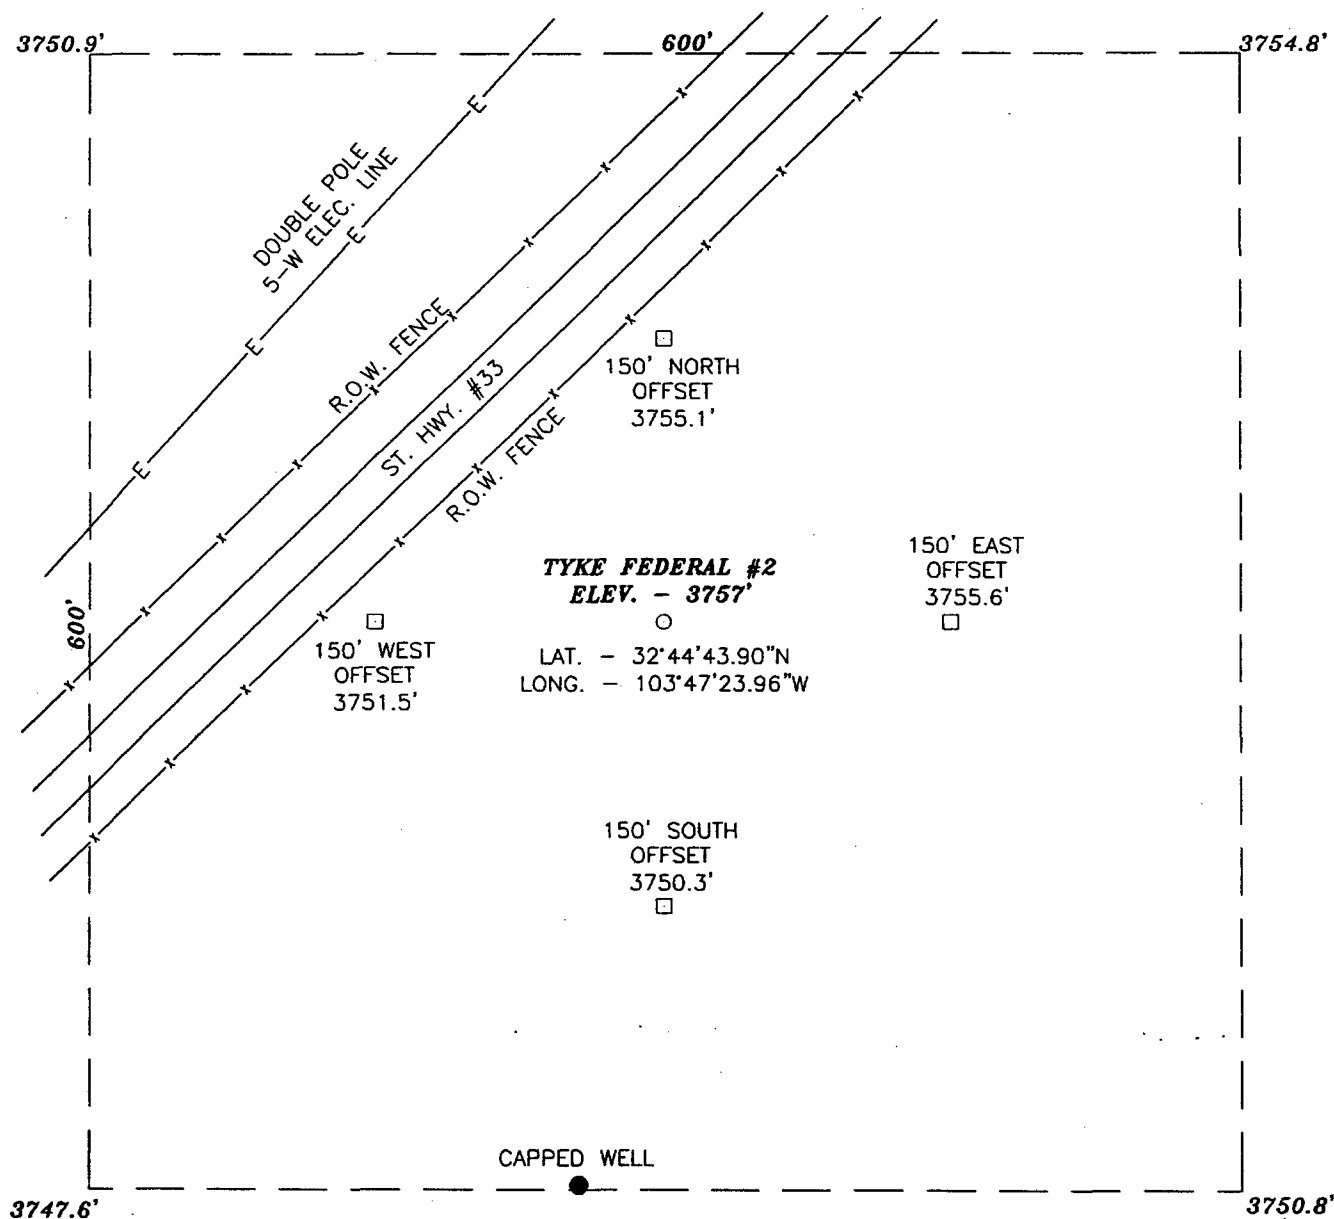 3750.9'
600'
3754.8'
DOUBLE POLE
5-W ELEC. LINE
E
E
E
E
R.O.W. FENCE
ST. HWY. #33
R.O.W. FENCE
150' NORTH
OFFSET
3755.1'
150' EAST
OFFSET
3755.6'
TYKE FEDERAL #2
ELEV. - 3757'
LAT. - 32°44'43.90"N
LONG. - 103°47'23.96"W
600'
150' WEST
OFFSET
3751.5'
150' SOUTH
OFFSET
3750.3'
CAPPED WELL
3747.6'
3750.8'